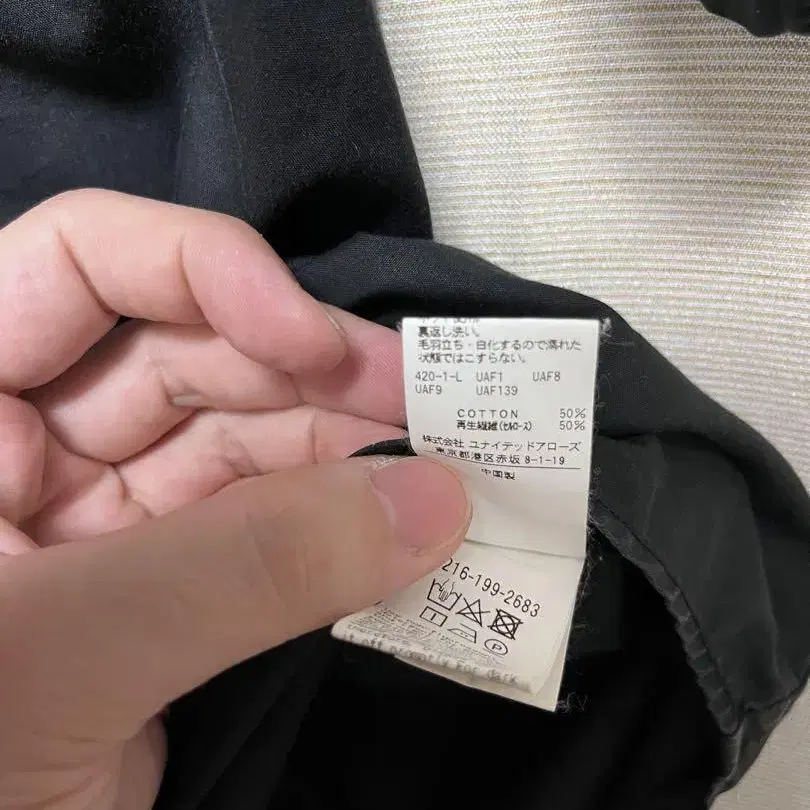 裏返し洗い。
毛羽立ち・白化するので濡れた
状態ではこすらない。
420-1-L UAF1 UAF8
UAF9 UAF139
COTTON 50%
再生繊維(セルロース) 50%
株式会社 ユナイテッドアローズ
東京都港区赤坂 8-1-19
中国製
216-199-2683
P
for dark